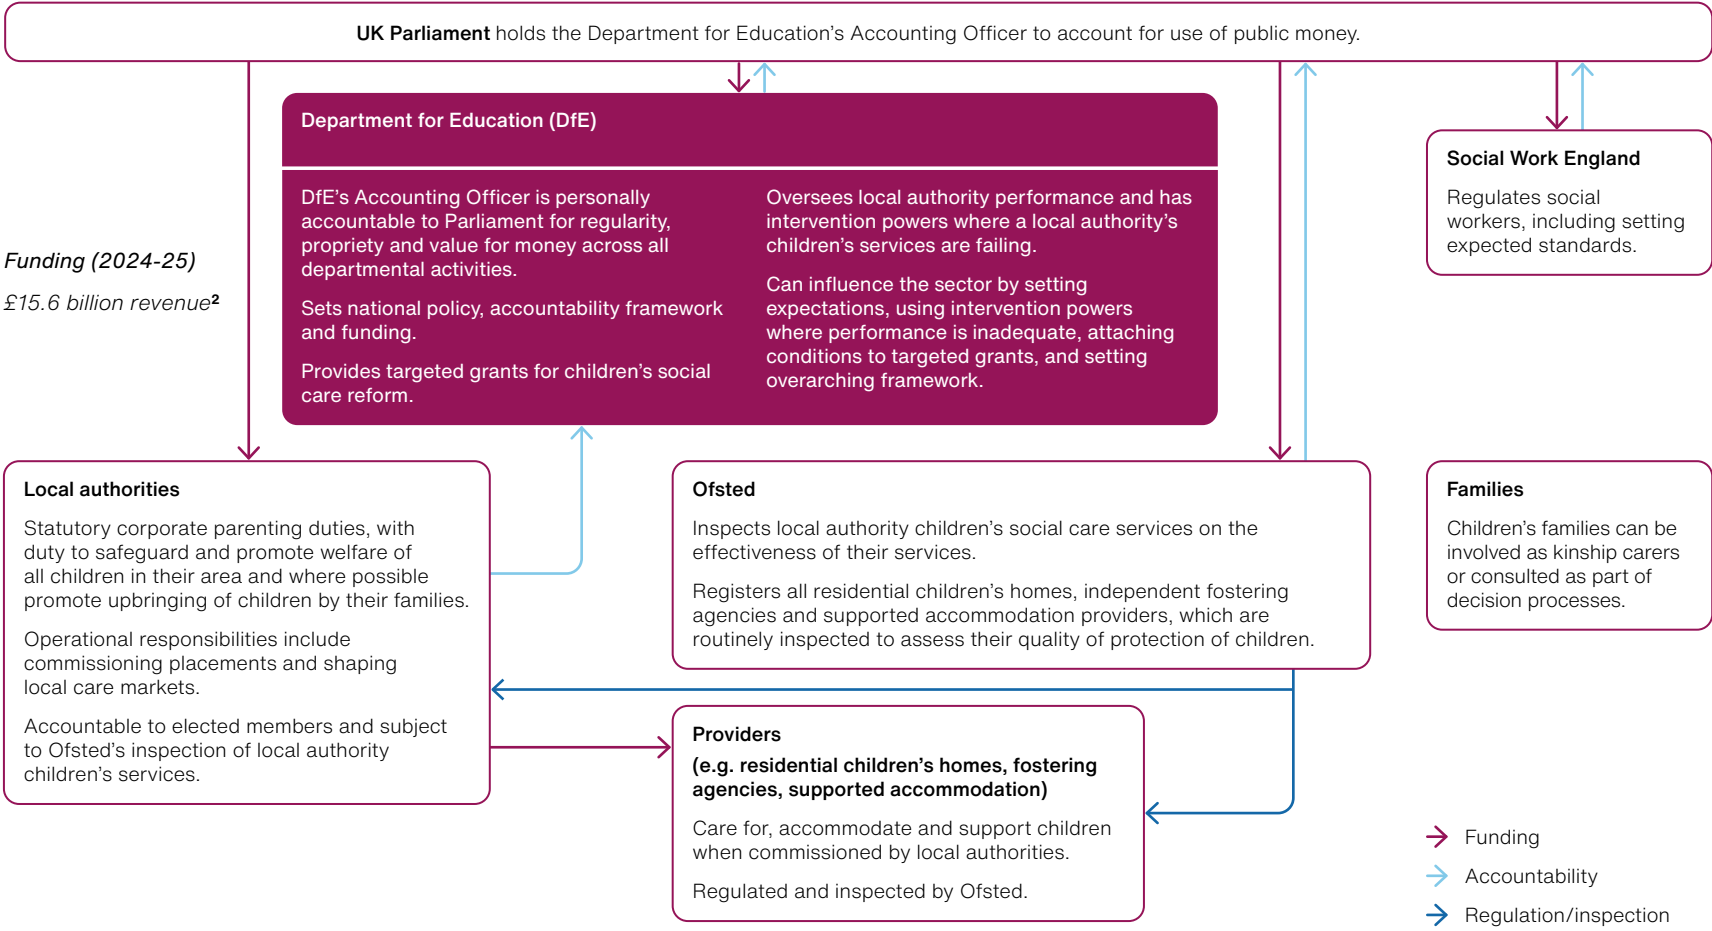 UK Parliament holds the Department for Education’s Accounting Officer to account for use of public money.
Department for Education (DfE)
DfE’s Accounting Officer is personally
accountable to Parliament for regularity,
propriety and value for money across all
departmental activities.
Sets national policy, accountability framework
and funding.
Provides targeted grants for children’s social
care reform.
Oversees local authority performance and has
intervention powers where a local authority’s
children’s services are failing.
Can influence the sector by setting
expectations, using intervention powers
where performance is inadequate, attaching
conditions to targeted grants, and setting
overarching framework.
Social Work England
Regulates social
workers, including setting
expected standards.
Funding (2024-25)
£15.6 billion revenue²
Local authorities
Statutory corporate parenting duties, with
duty to safeguard and promote welfare of
all children in their area and where possible
promote upbringing of children by their families.
Operational responsibilities include
commissioning placements and shaping
local care markets.
Accountable to elected members and subject
to Ofsted’s inspection of local authority
children’s services.
Ofsted
Inspects local authority children’s social care services on the
effectiveness of their services.
Registers all residential children’s homes, independent fostering
agencies and supported accommodation providers, which are
routinely inspected to assess their quality of protection of children.
Families
Children’s families can be
involved as kinship carers
or consulted as part of
decision processes.
Providers
(e.g. residential children’s homes, fostering
agencies, supported accommodation)
Care for, accommodate and support children
when commissioned by local authorities.
Regulated and inspected by Ofsted.
Funding
Accountability
Regulation/inspection